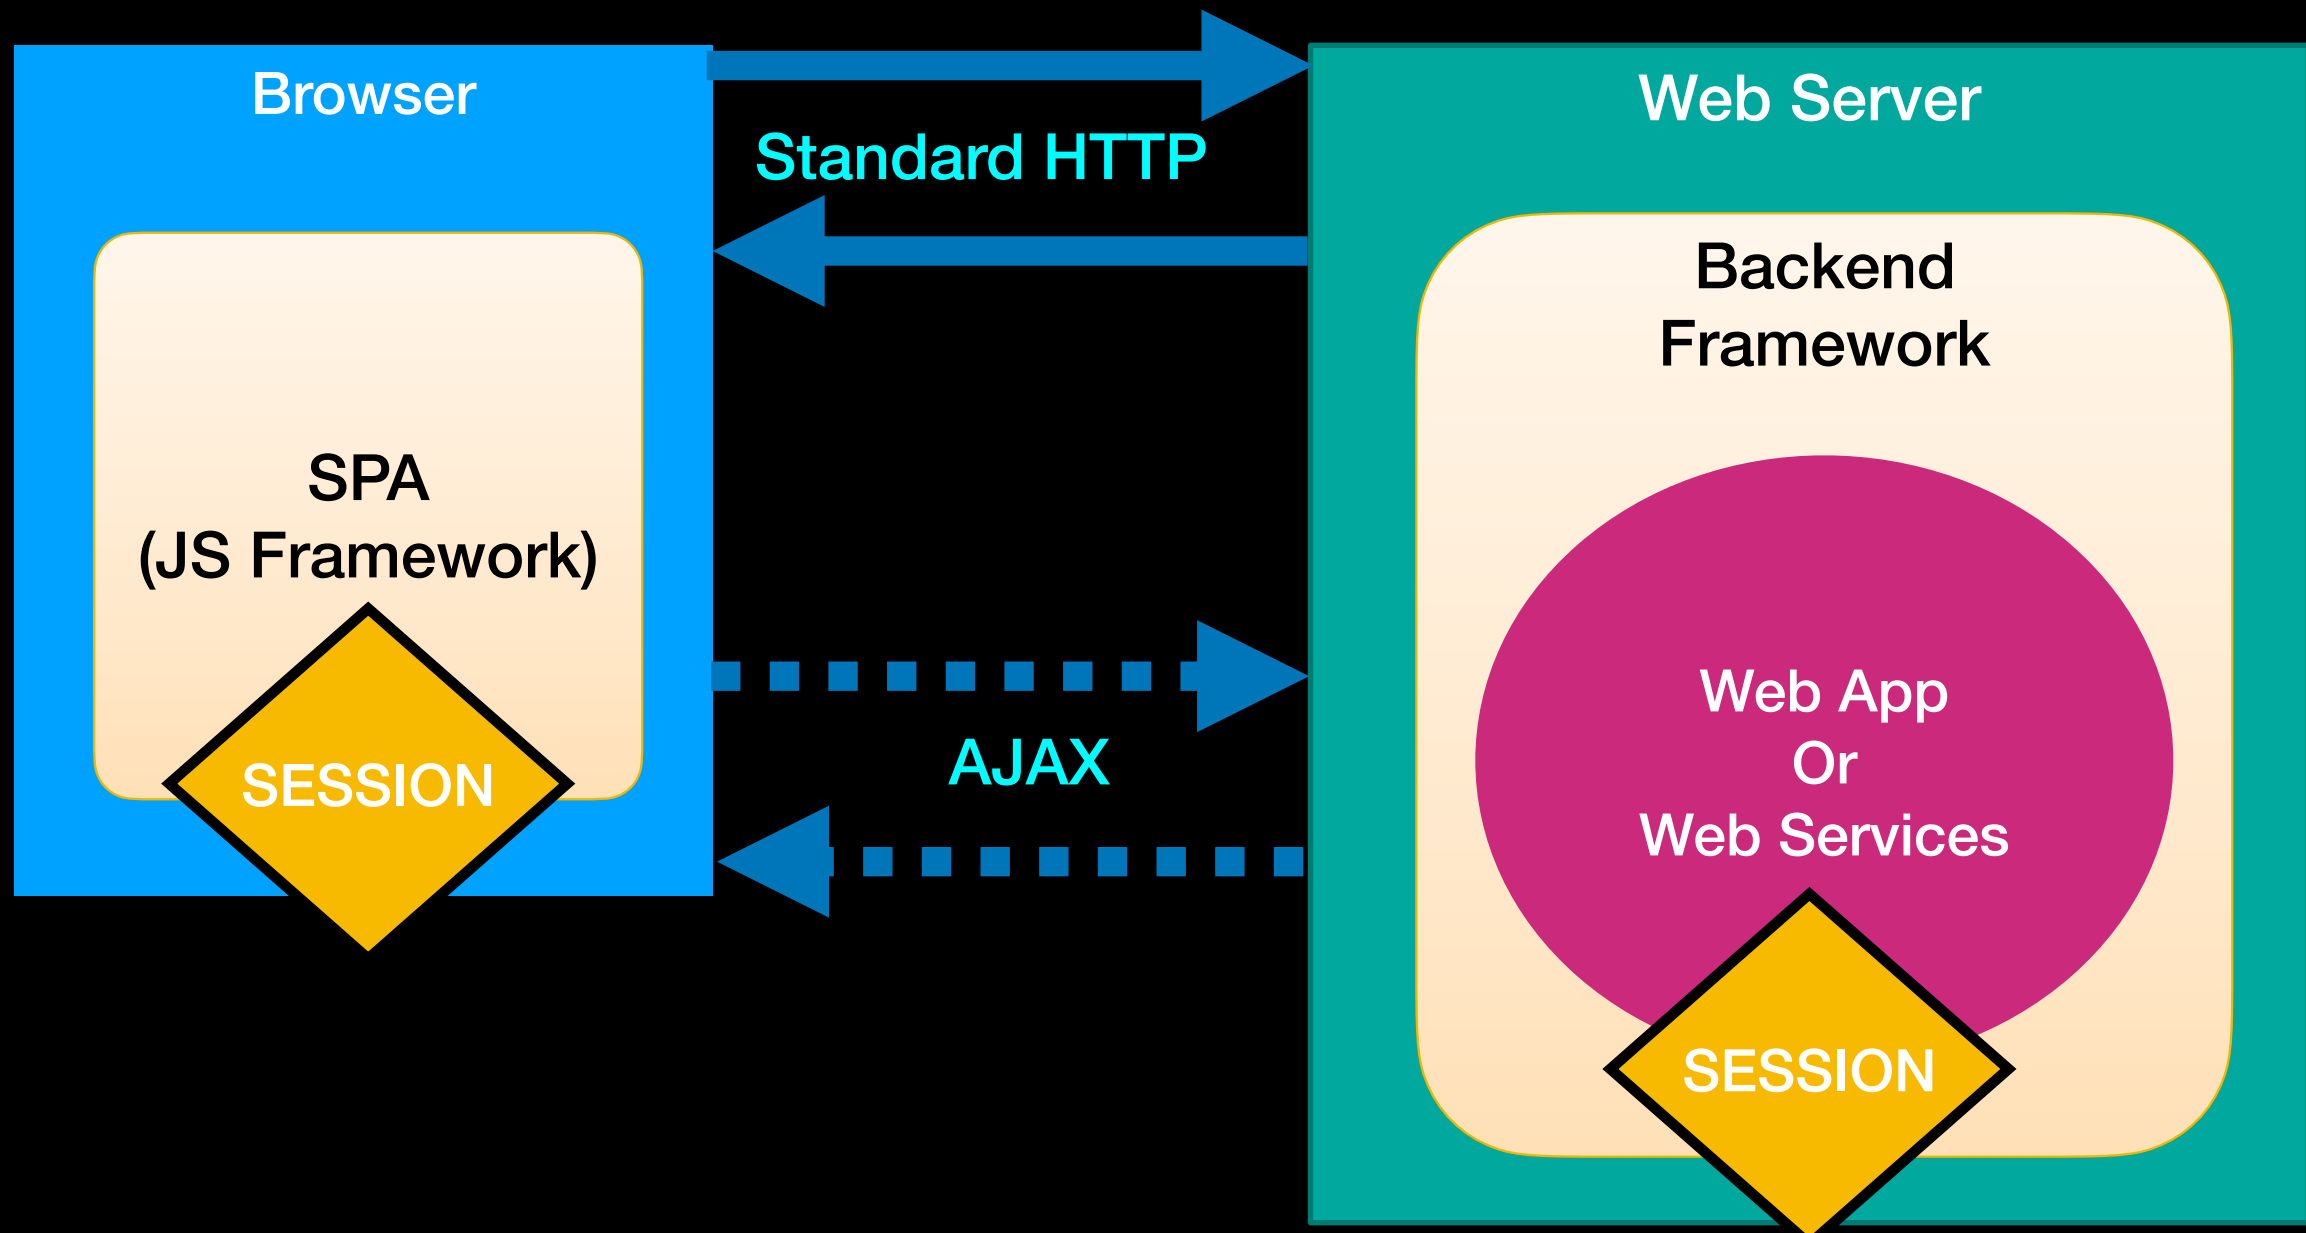 Browser
Standard HTTP
Web Server
Backend
Framework
SPA
(JS Framework)
SESSION
AJAX
Web App
Or
Web Services
SESSION